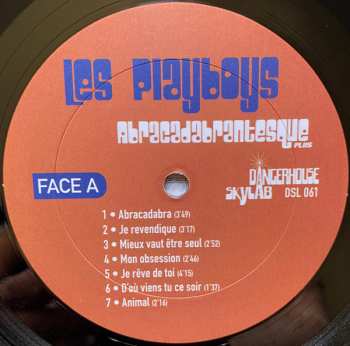 Les Playboys
Abracadabrantesque
PLUS
FACE A
DANGERHOUSE
SKYLAB DSL 061
1 • Abracadabra (3'49)
2 • Je revendique (3'17)
3 • Mieux vaut être seul (2'52)
4 • Mon obsession (2'46)
5 • Je rêve de toi (4'15)
6 • D'où viens tu ce soir (1'37)
7 • Animal (2'16)